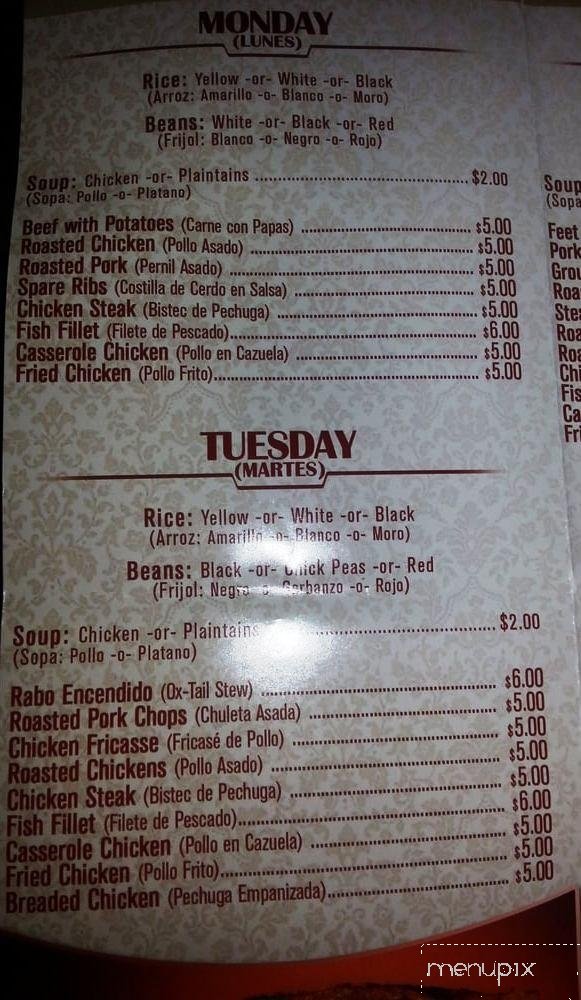 MONDAY
(LUNES)
Rice: Yellow -or- White -or- Black
(Arroz: Amarillo -o- Blanco -o- Moro)
Beans: White -or- Black -or- Red
(Frijol: Blanco -o- Negro -o- Rojo)
Soup: Chicken -or- Plaintains $2.00
(Sopa: Pollo -o- Platano)
Beef with Potatoes (Carne con Papas) $5.00
Roasted Chicken (Pollo Asado) $5.00
Roasted Pork (Pernil Asado) $5.00
Spare Ribs (Costilla de Cerdo en Salsa) $5.00
Chicken Steak (Bistec de Pechuga) $5.00
Fish Fillet (Filete de Pescado) $6.00
Casserole Chicken (Pollo en Cazuela) $5.00
Fried Chicken (Pollo Frito) $5.00
TUESDAY
(MARTES)
Rice: Yellow -or- White -or- Black
(Arroz: Amarillo -o- Blanco -o- Moro)
Beans: Black -or- Chick Peas -or- Red
(Frijol: Negro -o- Garbanzo -o- Rojo)
Soup: Chicken -or- Plaintains $2.00
(Sopa: Pollo -o- Platano)
Rabo Encendido (Ox-Tail Stew) $6.00
Roasted Pork Chops (Chuleta Asada) $5.00
Chicken Fricasse (Fricasé de Pollo) $5.00
Roasted Chickens (Pollo Asado) $5.00
Chicken Steak (Bistec de Pechuga) $5.00
Fish Fillet (Filete de Pescado) $6.00
Casserole Chicken (Pollo en Cazuela) $5.00
Fried Chicken (Pollo Frito) $5.00
Breaded Chicken (Pechuga Empanizada) $5.00
Soup
(Sopa
Feet
Pork
menupix